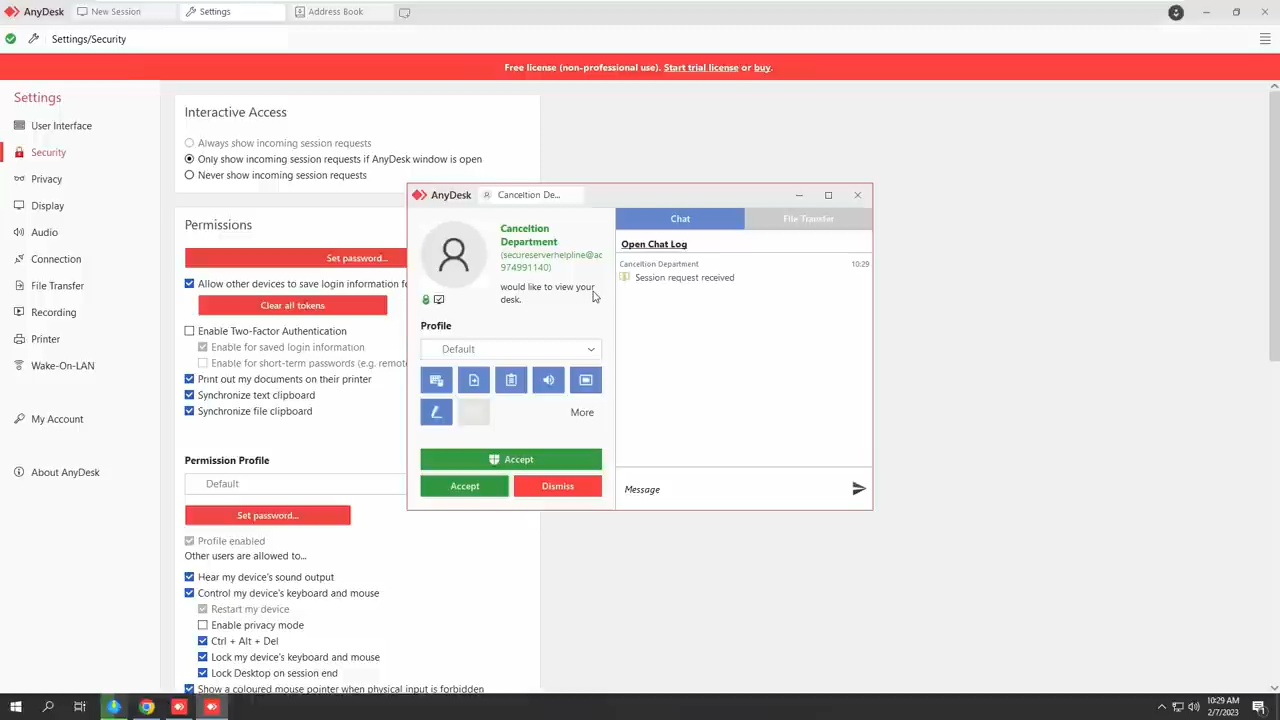 AnyDesk
New Session
Settings
Address Book
Settings/Security
Free license (non-professional use). Start trial license or buy.
Settings
User Interface
Security
Privacy
Display
Audio
Connection
File Transfer
Recording
Printer
Wake-On-LAN
My Account
About AnyDesk
Interactive Access
Always show incoming session requests
Only show incoming session requests if AnyDesk window is open
Never show incoming session requests
Permissions
Set password...
Allow other devices to save login information fo
Clear all tokens
Enable Two-Factor Authentication
Enable for saved login information
Enable for short-term passwords (e.g. remote
Print out my documents on their printer
Synchronize text clipboard
Synchronize file clipboard
Permission Profile
Default
Set password...
Profile enabled
Other users are allowed to...
Hear my device's sound output
Control my device's keyboard and mouse
Restart my device
Enable privacy mode
Ctrl + Alt + Del
Lock my device's keyboard and mouse
Lock Desktop on session end
Show a coloured mouse pointer when physical input is forbidden
AnyDesk
Canceltion De...
Canceltion
Department
(secureserverhelpline@ac
974991140)
would like to view your
desk.
Profile
Default
More
Accept
Accept
Dismiss
Chat
File Transfer
Open Chat Log
Canceltion Department
10:29
Session request received
Message
10:29 AM
2/7/2023